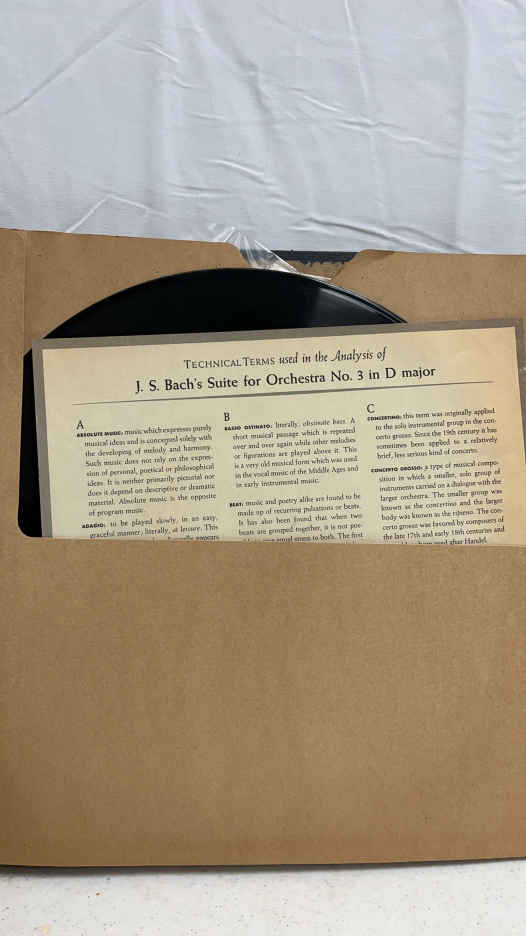 TECHNICAL TERMS used in the Analysis of
J. S. Bach's Suite for Orchestra No. 3 in D major
A
ABSOLUTE MUSIC: music which expresses purely
musical ideas and is concerned solely with
the developing of melody and harmony.
Such music does not rely on the expres-
sion of personal, poetical or philosophical
ideas. It is neither primarily pictorial nor
does it depend on descriptive or dramatic
material. Absolute music is the opposite
of program music.
ADAGIO: to be played slowly, in an easy,
graceful manner; literally, at leisure. This
appears
B
BASSO OSTINATO: literally, obstinate bass. A
short musical passage which is repeated
over and over again while other melodies
or figurations are played above it. This
is a very old musical form which was used
in the vocal music of the Middle Ages and
in early instrumental music.
BEAT: music and poetry alike are found to be
made up of recurring pulsations or beats.
It has also been found that when two
beats are grouped together, it is not pos-
equal stress to both. The first
C
CONCERTINO: this term was originally applied
to the solo instrumental group in the con-
certo grosso. Since the 19th century it has
sometimes been applied to a relatively
brief, less serious kind of concerto.
CONCERTO GROSSO: a type of musical compo-
sition in which a smaller, solo group of
instruments carried on a dialogue with the
larger orchestra. The smaller group was
known as the concertino and the larger
body was known as the ripieno. The con-
certo grosso was favored by composers of
the late 17th and early 18th centuries and
used after Handel.